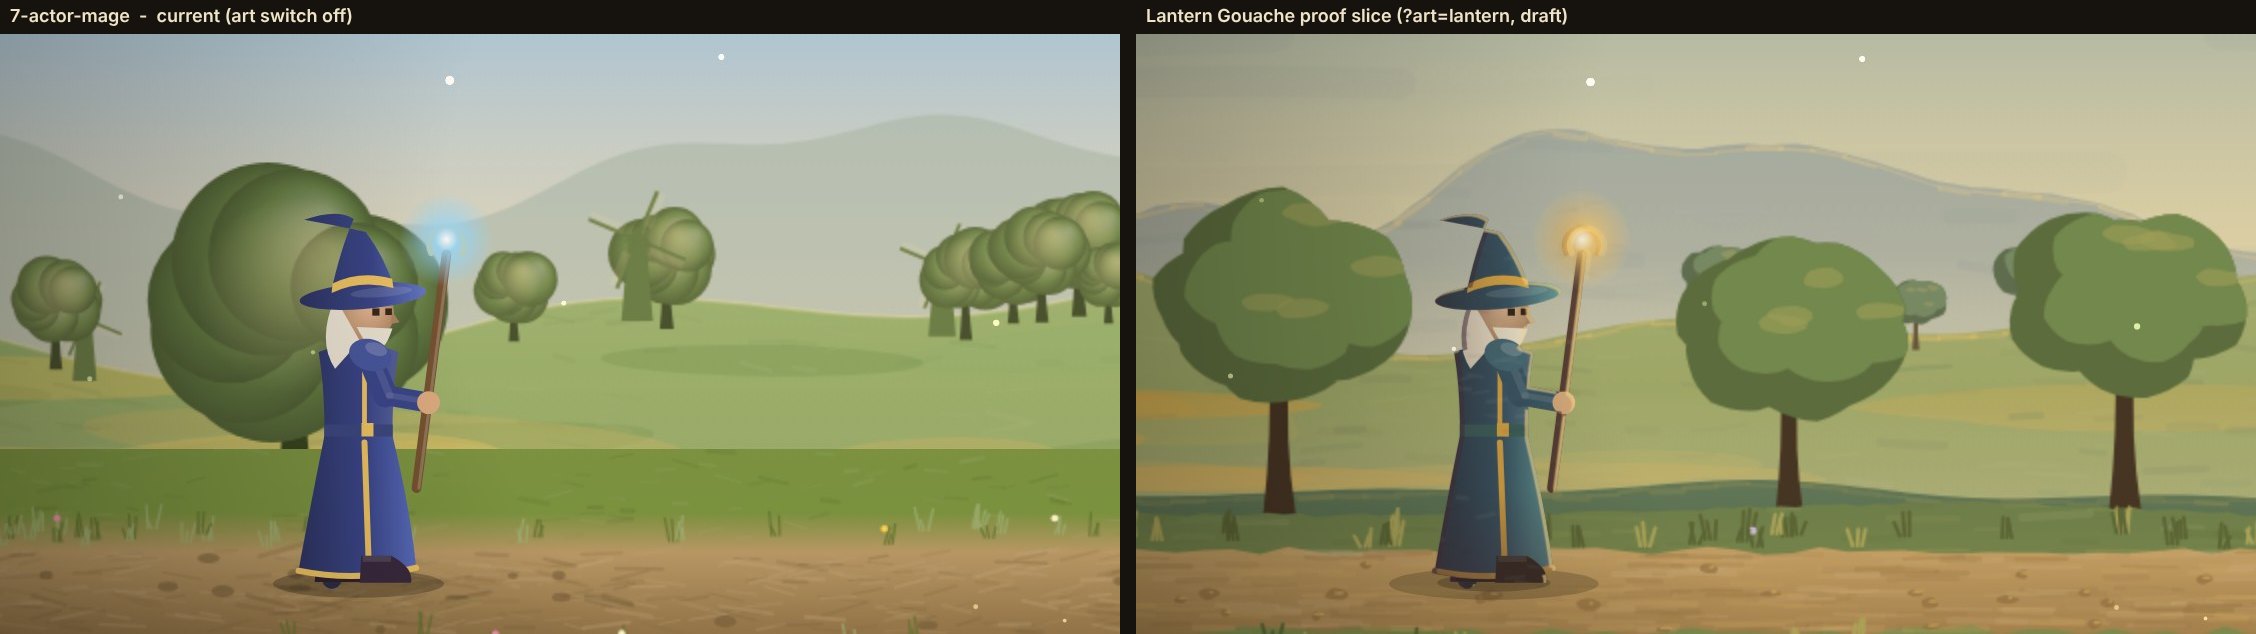 7-actor-mage - current (art switch off)
Lantern Gouache proof slice (?art=lantern, draft)